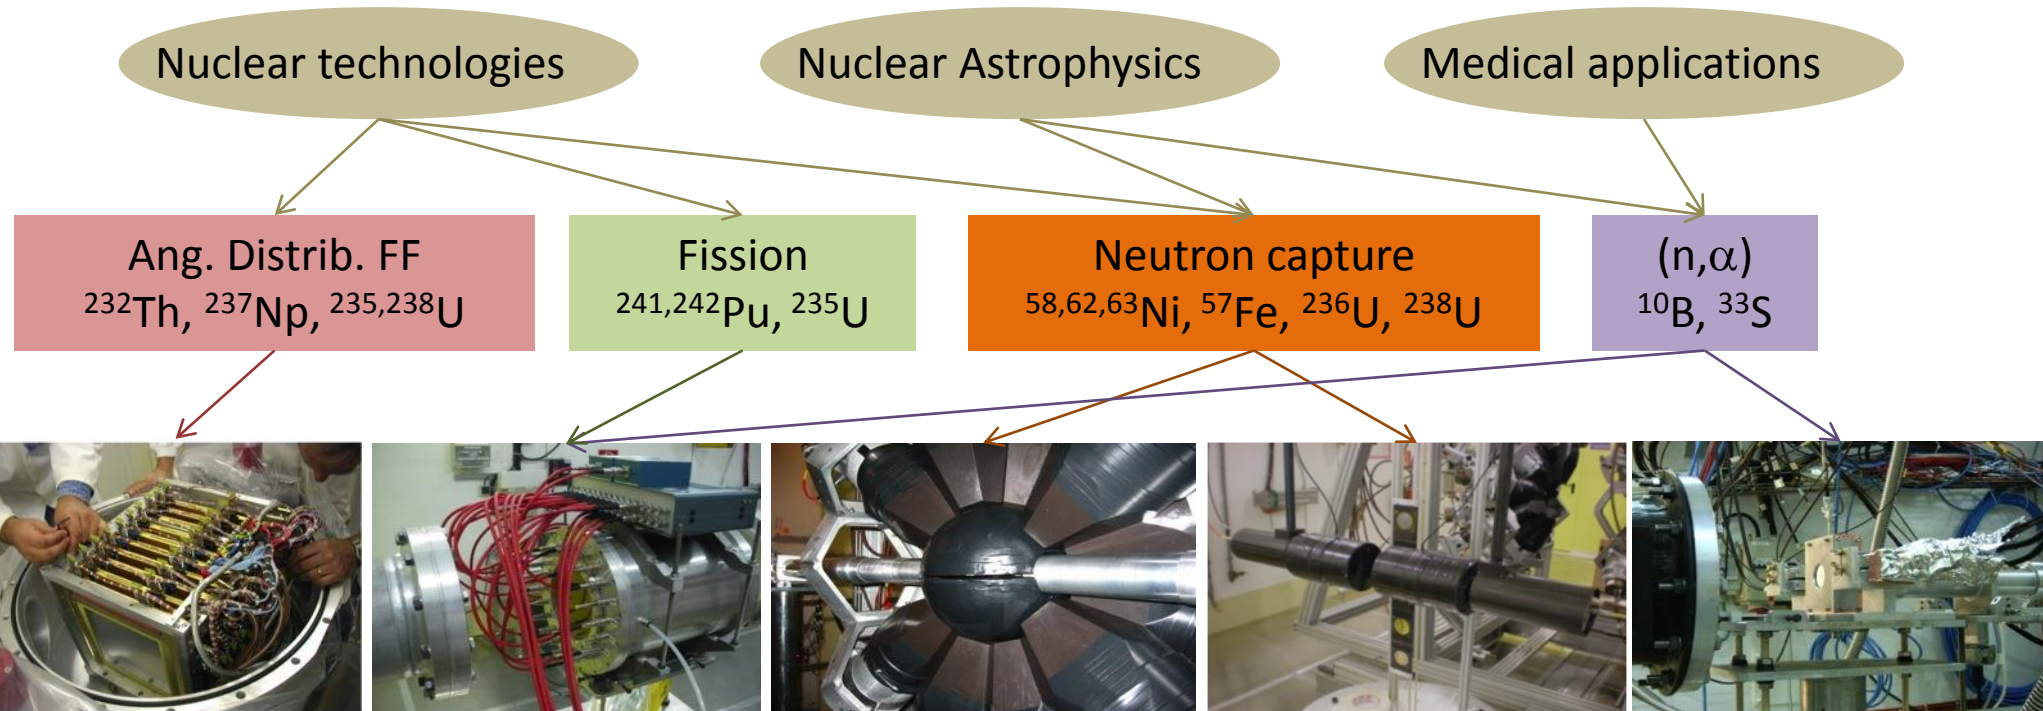 Nuclear technologies
Nuclear Astrophysics
Medical applications
Ang. Distrib. FF
²³²Th, ²³⁷Np, ²³⁵,²³⁸U
Fission
²⁴¹,²⁴²Pu, ²³⁵U
Neutron capture
⁵⁸,⁶²,⁶³Ni, ⁵⁷Fe, ²³⁶U, ²³⁸U
(n,α)
¹⁰B, ³³S